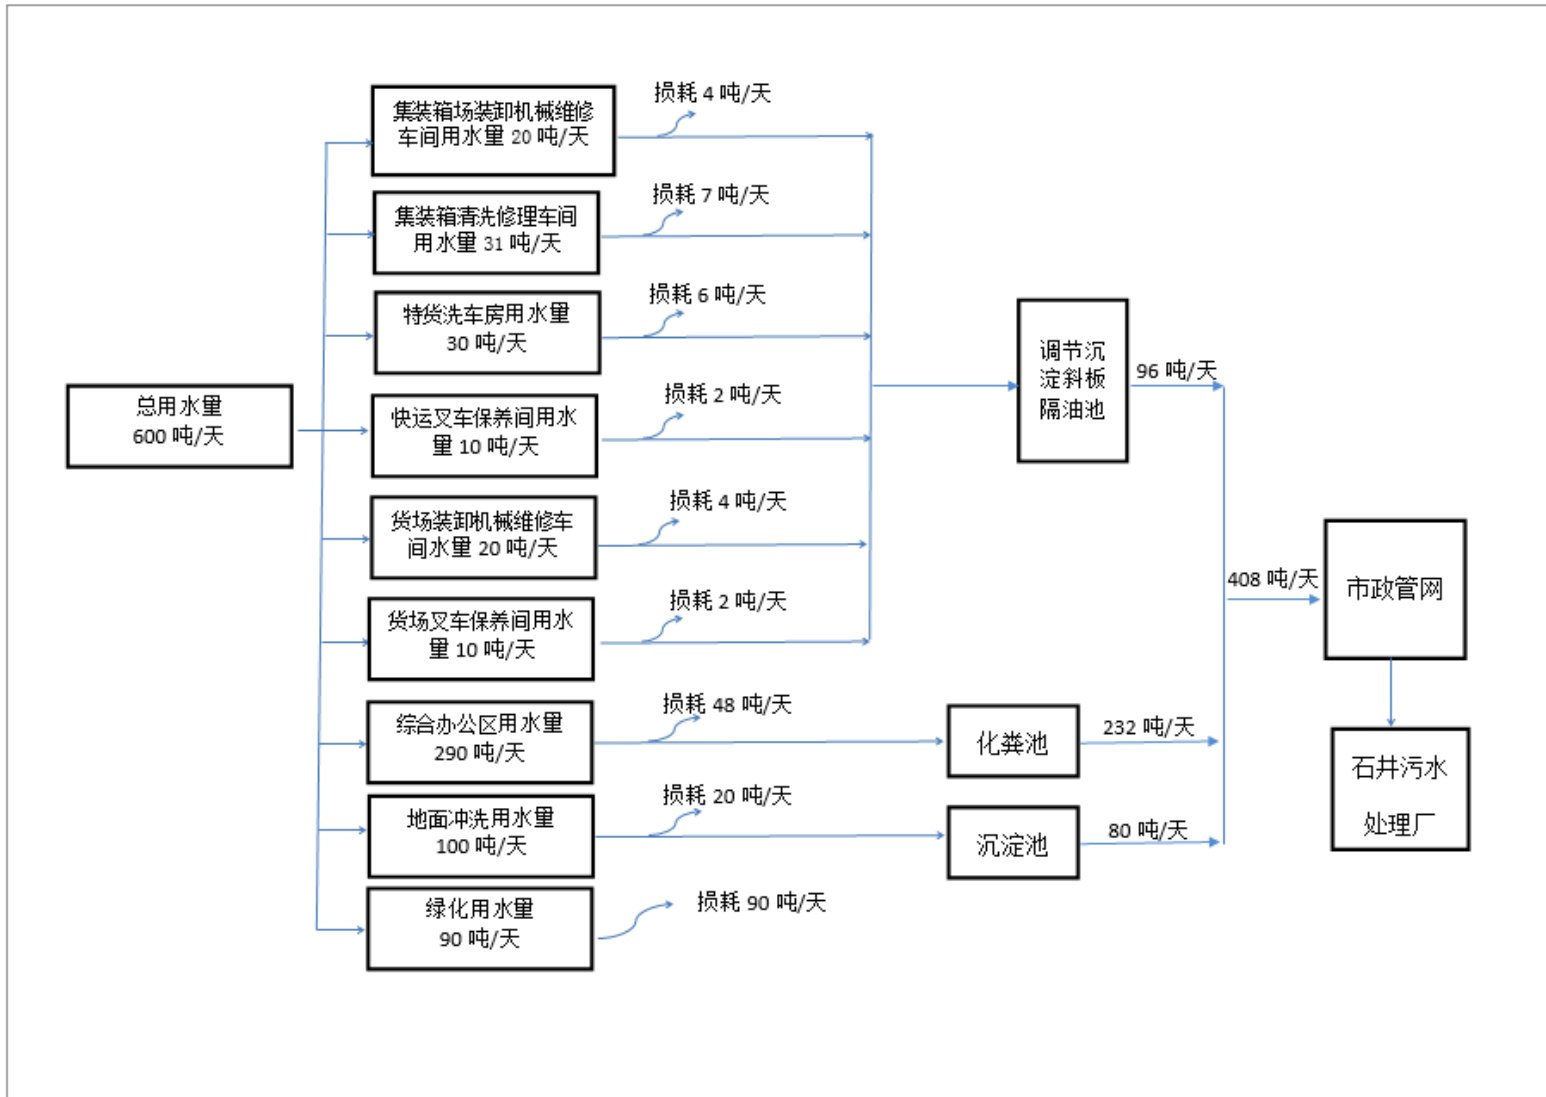 集装箱场装卸机械维修
车间用水量 20 吨/天
损耗 4 吨/天
集装箱清洗修理车间
用水量 31 吨/天
损耗 7 吨/天
特货洗车房用水量
30 吨/天
损耗 6 吨/天
总用水量
600 吨/天
快运叉车保养间用水
量 10 吨/天
损耗 2 吨/天
货场装卸机械维修车
间水量 20 吨/天
损耗 4 吨/天
货场叉车保养间用水
量 10 吨/天
损耗 2 吨/天
调节沉
淀斜板
隔油池
96 吨/天
综合办公区用水量
290 吨/天
损耗 48 吨/天
化粪池
232 吨/天
地面冲洗用水量
100 吨/天
损耗 20 吨/天
沉淀池
80 吨/天
绿化用水量
90 吨/天
损耗 90 吨/天
408 吨/天
市政管网
石井污水
处理厂